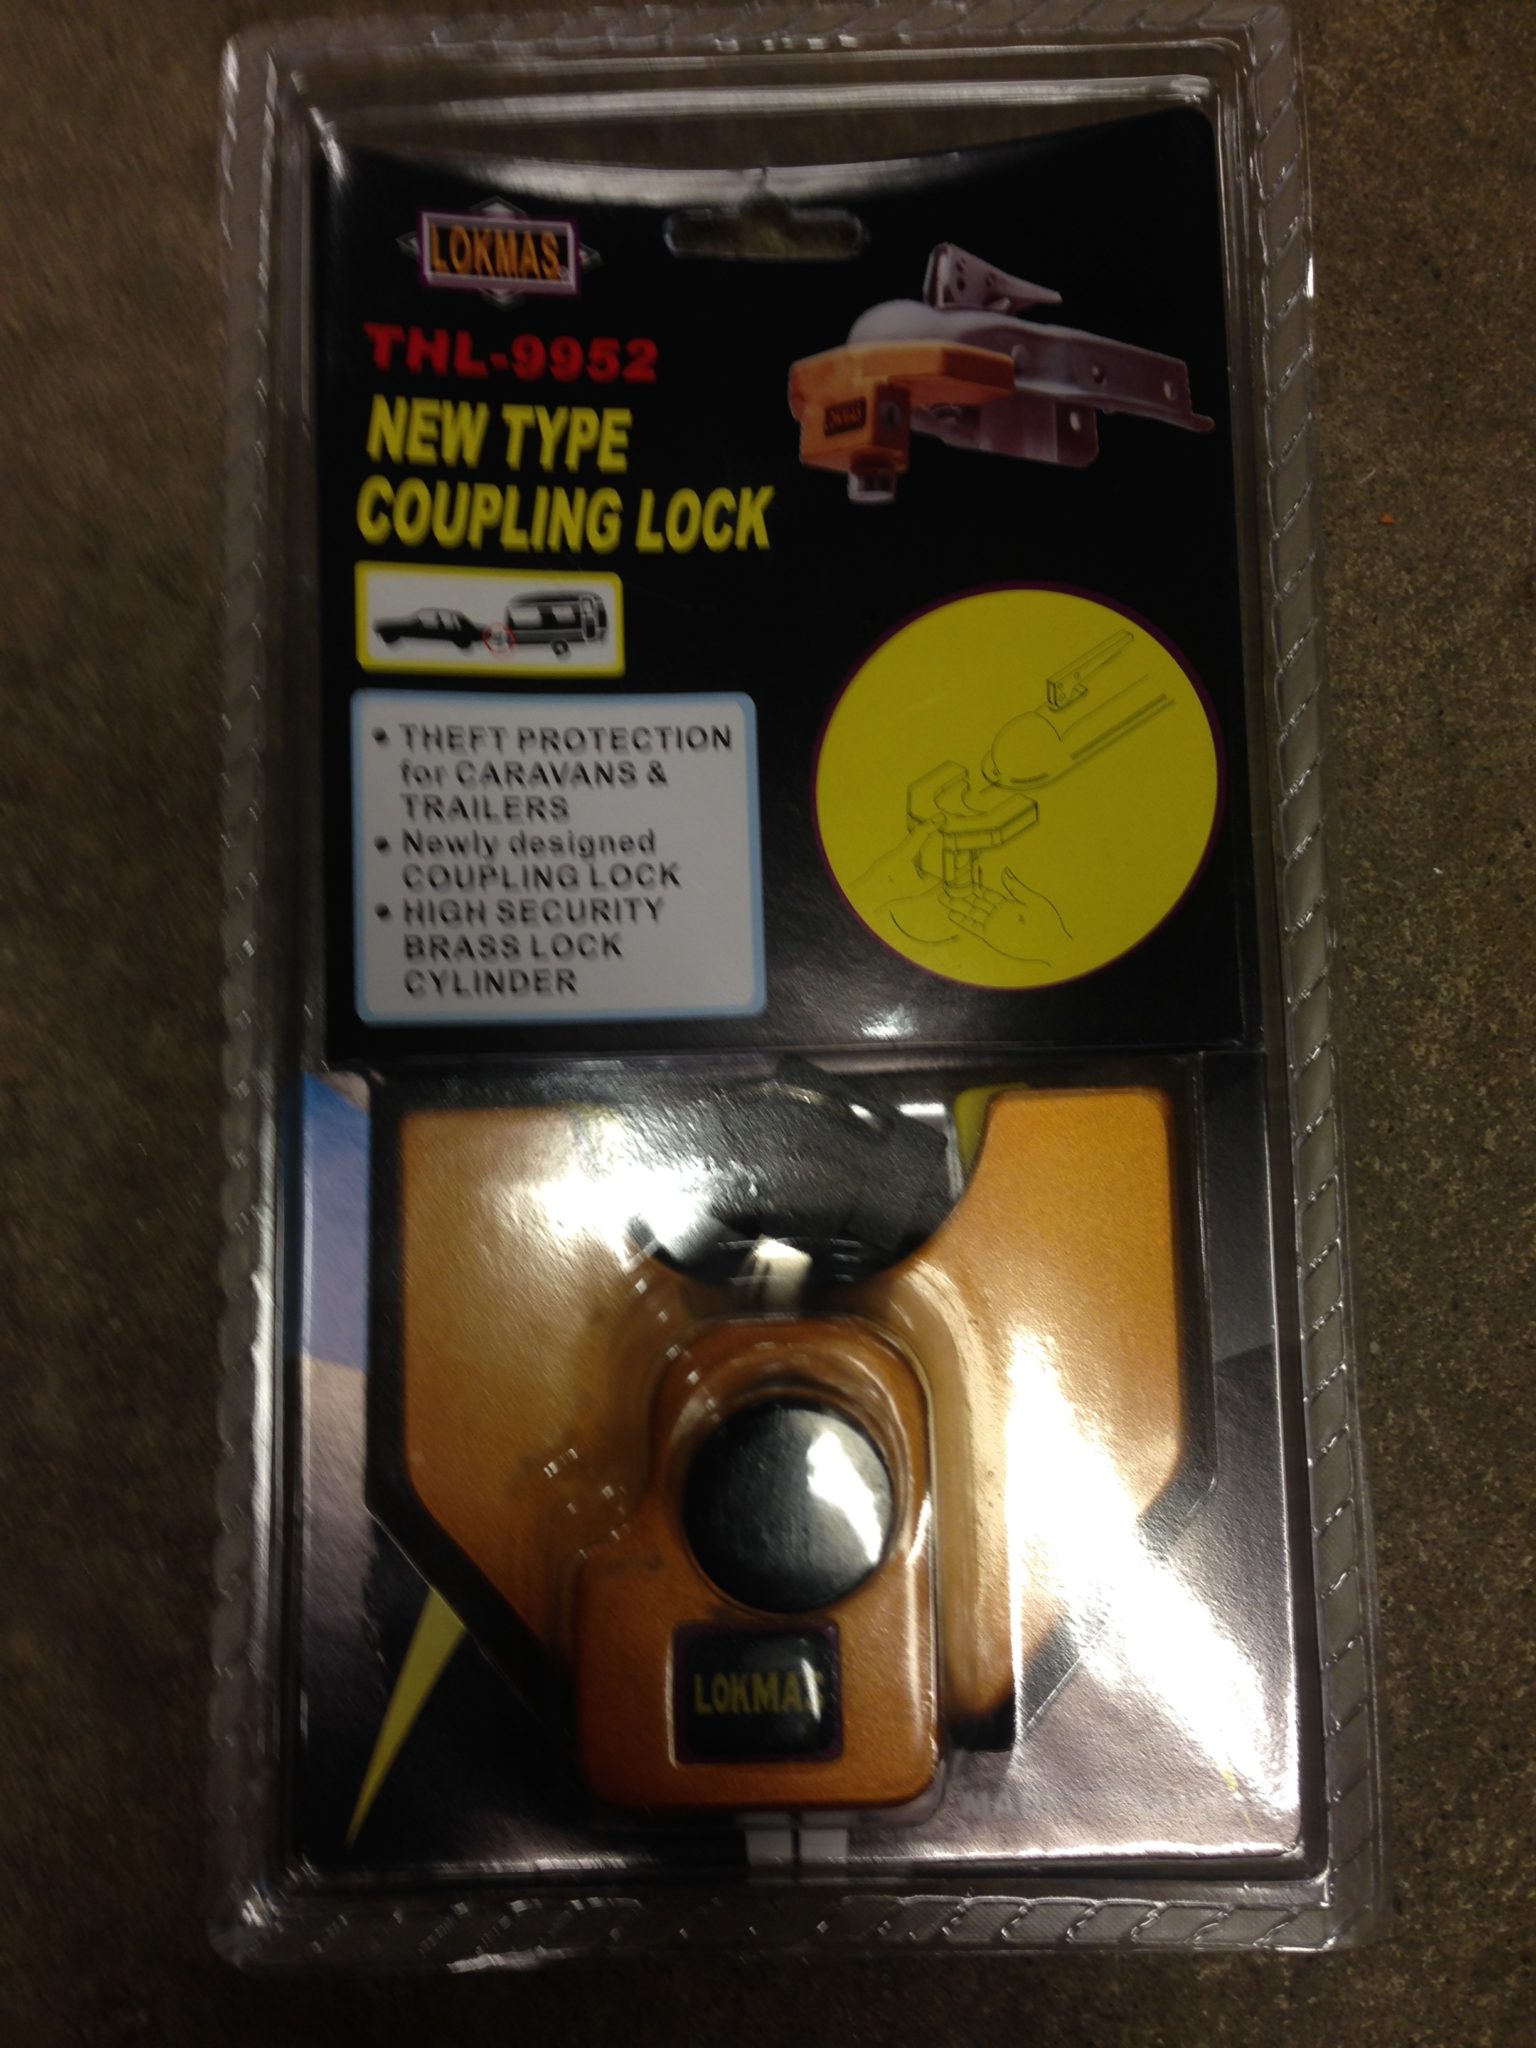 LOKMAS
THL-9952
NEW TYPE
COUPLING LOCK
LOKMAS
• THEFT PROTECTION
for CARAVANS &
TRAILERS
• Newly designed
COUPLING LOCK
• HIGH SECURITY
BRASS LOCK
CYLINDER
LOKMAS